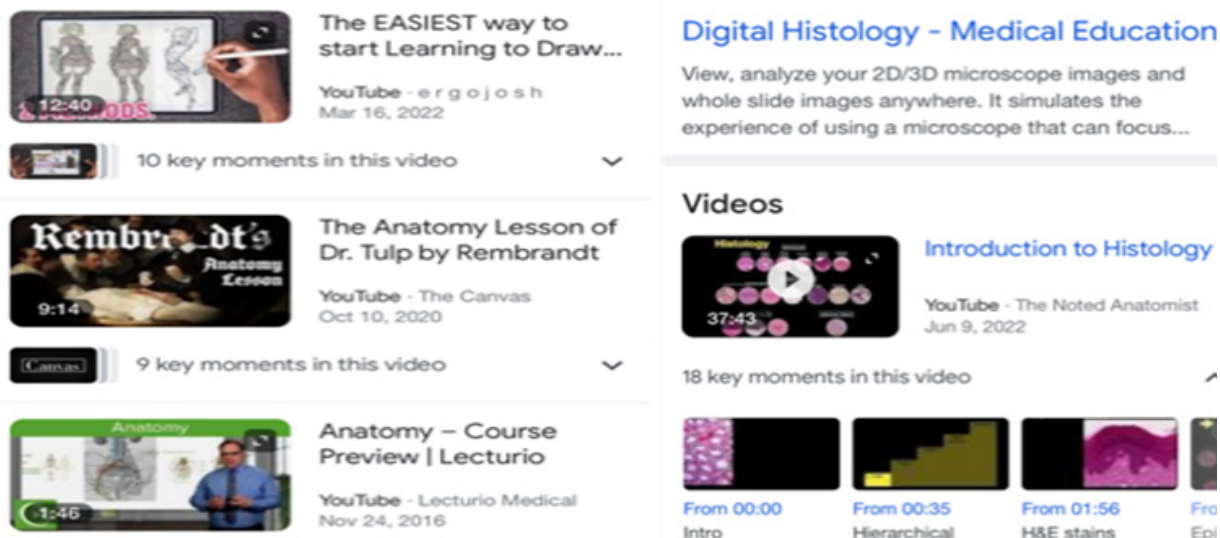 The EASIEST way to
start Learning to Draw...
12:40
2 METHODS.
YouTube - e r g o j o s h
Mar 16, 2022
10 key moments in this video
Rembrandt's
Anatomy
Lesson
9:14
The Anatomy Lesson of
Dr. Tulp by Rembrandt
YouTube - The Canvas
Oct 10, 2020
Canvas
9 key moments in this video
Anatomy
1:46
Anatomy – Course
Preview | Lecturio
YouTube - Lecturio Medical
Nov 24, 2016
Digital Histology - Medical Education
View, analyze your 2D/3D microscope images and
whole slide images anywhere. It simulates the
experience of using a microscope that can focus...
Videos
Histology
37:43
Introduction to Histology
YouTube - The Noted Anatomist
Jun 9, 2022
18 key moments in this video
From 00:00
Intro
From 00:35
Hierarchical
From 01:56
H&E stains
Fro
Epi